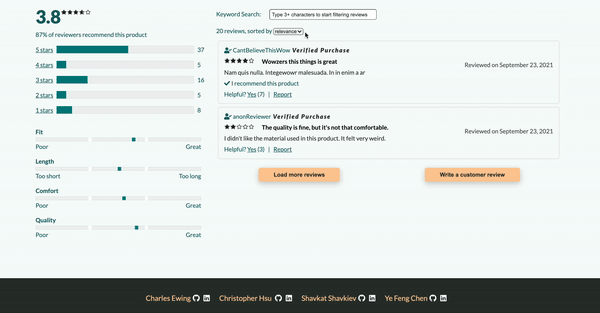 3.8
87% of reviewers recommend this product
5 stars 37
4 stars 5
3 stars 16
2 stars 5
1 stars 8
Fit
Poor Great
Length
Too short Too long
Comfort
Poor Great
Quality
Poor Great
Keyword Search: Type 3+ characters to start filtering reviews
20 reviews, sorted by relevance
CantBelieveThisWow Verified Purchase
Wowzers this things is great
Reviewed on September 23, 2021
Nam quis nulla. Integewowr malesuada. In in enim a ar
I recommend this product
Helpful? Yes (7) | Report
anonReviewer Verified Purchase
The quality is fine, but it's not that comfortable.
Reviewed on September 23, 2021
I didn't like the material used in this product. It felt very weird.
Helpful? Yes (3) | Report
Load more reviews Write a customer review
Charles Ewing Christopher Hsu Shavkat Shavkiev Ye Feng Chen